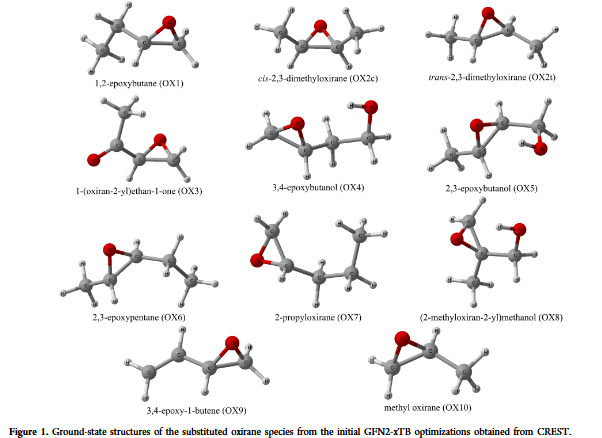 1,2-epoxybutane (OX1)
cis-2,3-dimethyloxirane (OX2c)
trans-2,3-dimethyloxirane (OX2t)
1-(oxiran-2-yl)ethan-1-one (OX3)
3,4-epoxybutanol (OX4)
2,3-epoxybutanol (OX5)
2,3-epoxypentane (OX6)
2-propyloxirane (OX7)
(2-methyloxiran-2-yl)methanol (OX8)
3,4-epoxy-1-butene (OX9)
methyl oxirane (OX10)
Figure 1. Ground-state structures of the substituted oxirane species from the initial GFN2-xTB optimizations obtained from CREST.